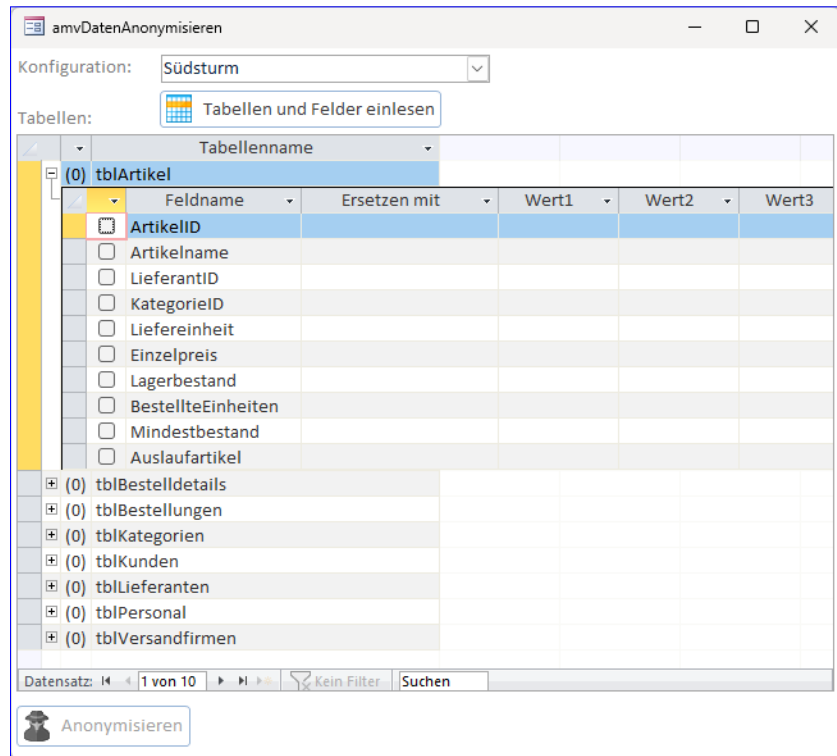 amvDatenAnonymisieren
Konfiguration: Südsturm
Tabellen: Tabellen und Felder einlesen
Tabellenname
(0) tblArtikel
Feldname Ersetzen mit Wert1 Wert2 Wert3
ArtikelID
Artikelname
LieferantID
KategorieID
Liefereinheit
Einzelpreis
Lagerbestand
BestellteEinheiten
Mindestbestand
Auslaufartikel
(0) tblBestelldetails
(0) tblBestellungen
(0) tblKategorien
(0) tblKunden
(0) tblLieferanten
(0) tblPersonal
(0) tblVersandfirmen
Datensatz: 1 von 10 Kein Filter Suchen
Anonymisieren